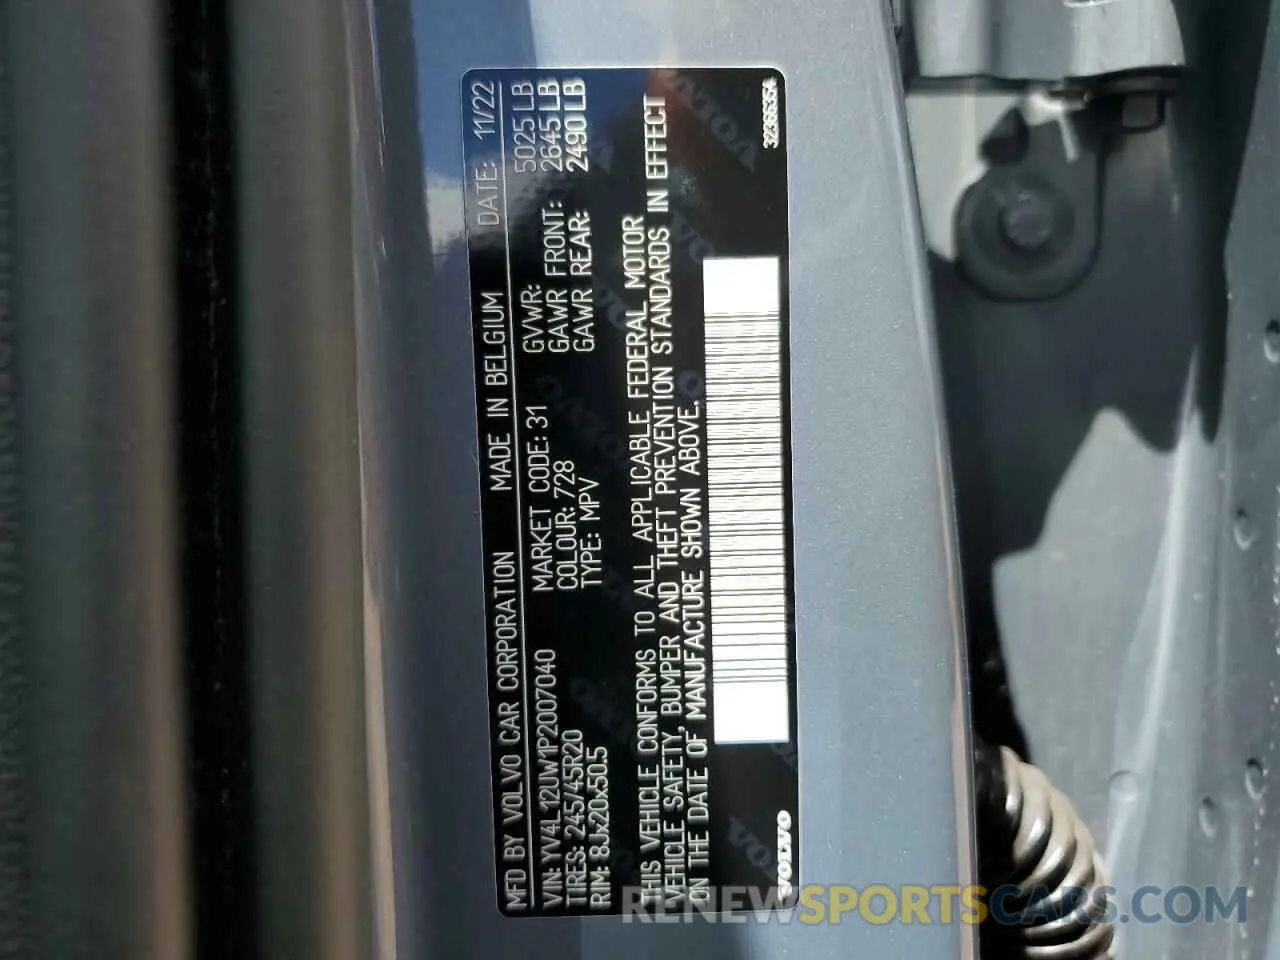 MFD BY VOLVO CAR CORPORATION MADE IN BELGIUM DATE: 11/22
VIN: YV4L12UW1P2007040 MARKET CODE: 31 GVWR: 5025 LB
TIRES: 245/45R20 COLOUR: 728 GAWR FRONT: 2645 LB
RIM: 8Jx20x50.5 TYPE: MPV GAWR REAR: 2490 LB
THIS VEHICLE CONFORMS TO ALL APPLICABLE FEDERAL MOTOR
VEHICLE SAFETY, BUMPER AND THEFT PREVENTION STANDARDS IN EFFECT
ON THE DATE OF MANUFACTURE SHOWN ABOVE.
VOLVO 32366354
RENEWSPORTSCARS.COM